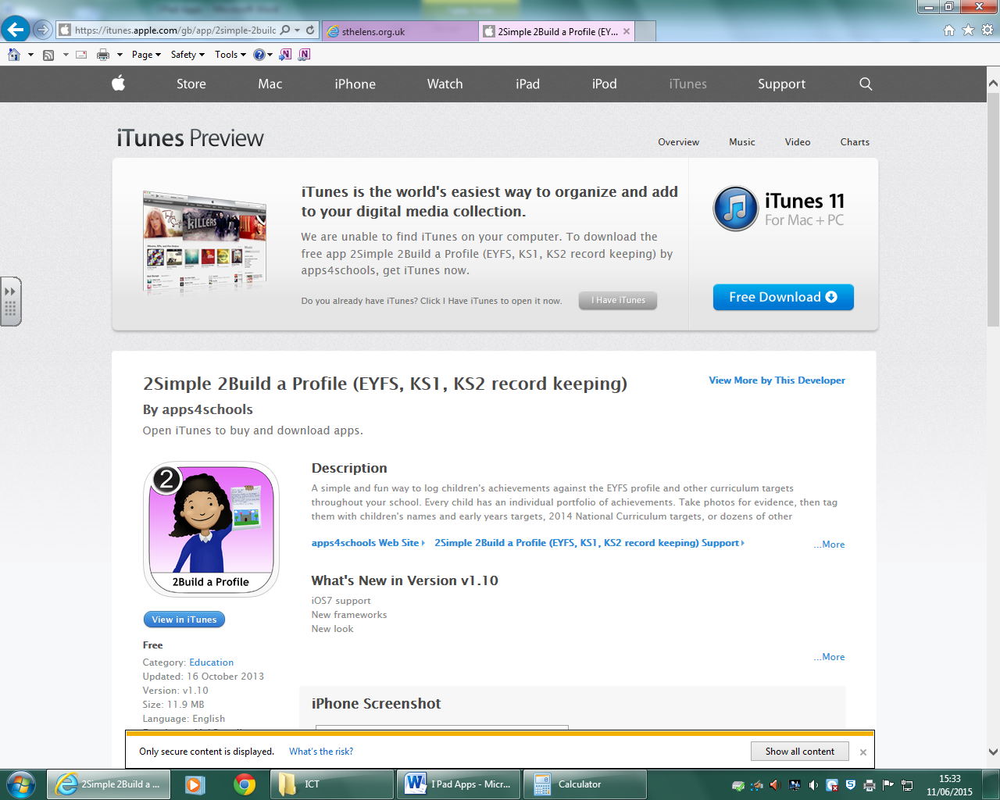 https://itunes.apple.com/gb/app/2simple-2builc
sthelens.org.uk
2Simple 2Build a Profile (EY...
Page
Safety
Tools
Store
Mac
iPhone
Watch
iPad
iPod
iTunes
Support
iTunes Preview
Overview
Music
Video
Charts
KILLERS
iTunes is the world's easiest way to organize and add
to your digital media collection.
We are unable to find iTunes on your computer. To download the
free app 2Simple 2Build a Profile (EYFS, KS1, KS2 record keeping) by
apps4schools, get iTunes now.
Do you already have iTunes? Click I Have iTunes to open it now.
I Have iTunes
iTunes 11
For Mac + PC
Free Download
2Simple 2Build a Profile (EYFS, KS1, KS2 record keeping)
View More by This Developer
By apps4schools
Open iTunes to buy and download apps.
2
2Build a Profile
View in iTunes
Free
Category: Education
Updated: 16 October 2013
Version: v1.10
Size: 11.9 MB
Language: English
Description
A simple and fun way to log children's achievements against the EYFS profile and other curriculum targets
throughout your school. Every child has an individual portfolio of achievements. Take photos for evidence, then tag
them with children's names and early years targets, 2014 National Curriculum targets, or dozens of other
apps4schools Web Site
2Simple 2Build a Profile (EYFS, KS1, KS2 record keeping) Support
...More
What's New in Version v1.10
iOS7 support
New frameworks
New look
...More
iPhone Screenshot
Only secure content is displayed.
What's the risk?
Show all content
2Simple 2Build a ...
ICT
I Pad Apps - Micr...
Calculator
15:33
11/06/2015